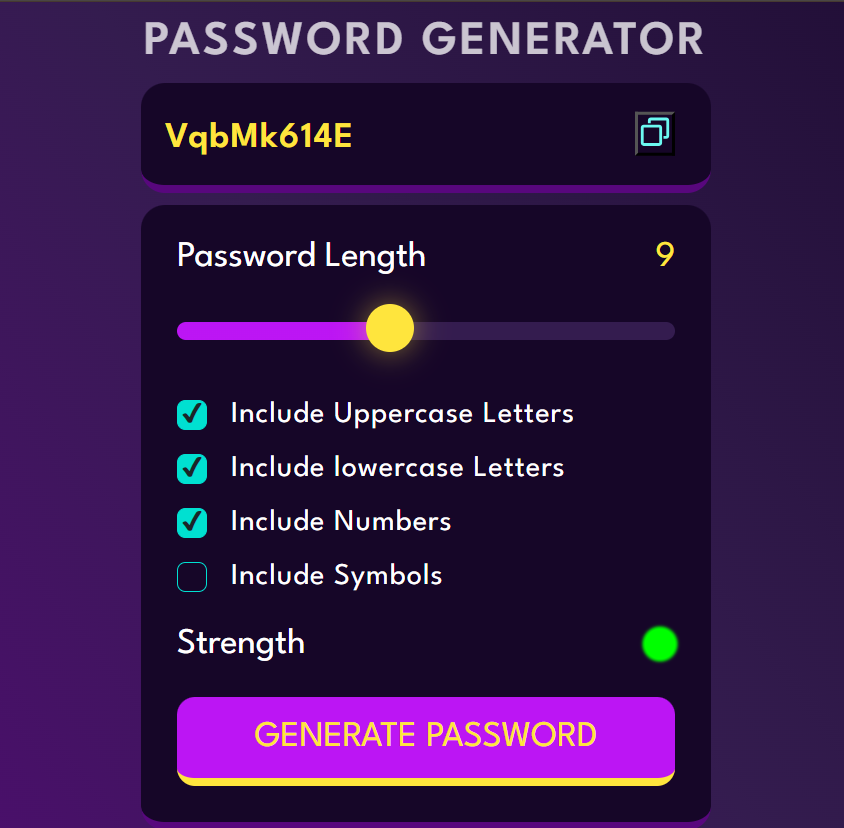 PASSWORD GENERATOR
VqbMk614E
Password Length 9
Include Uppercase Letters
Include lowercase Letters
Include Numbers
Include Symbols
Strength
GENERATE PASSWORD